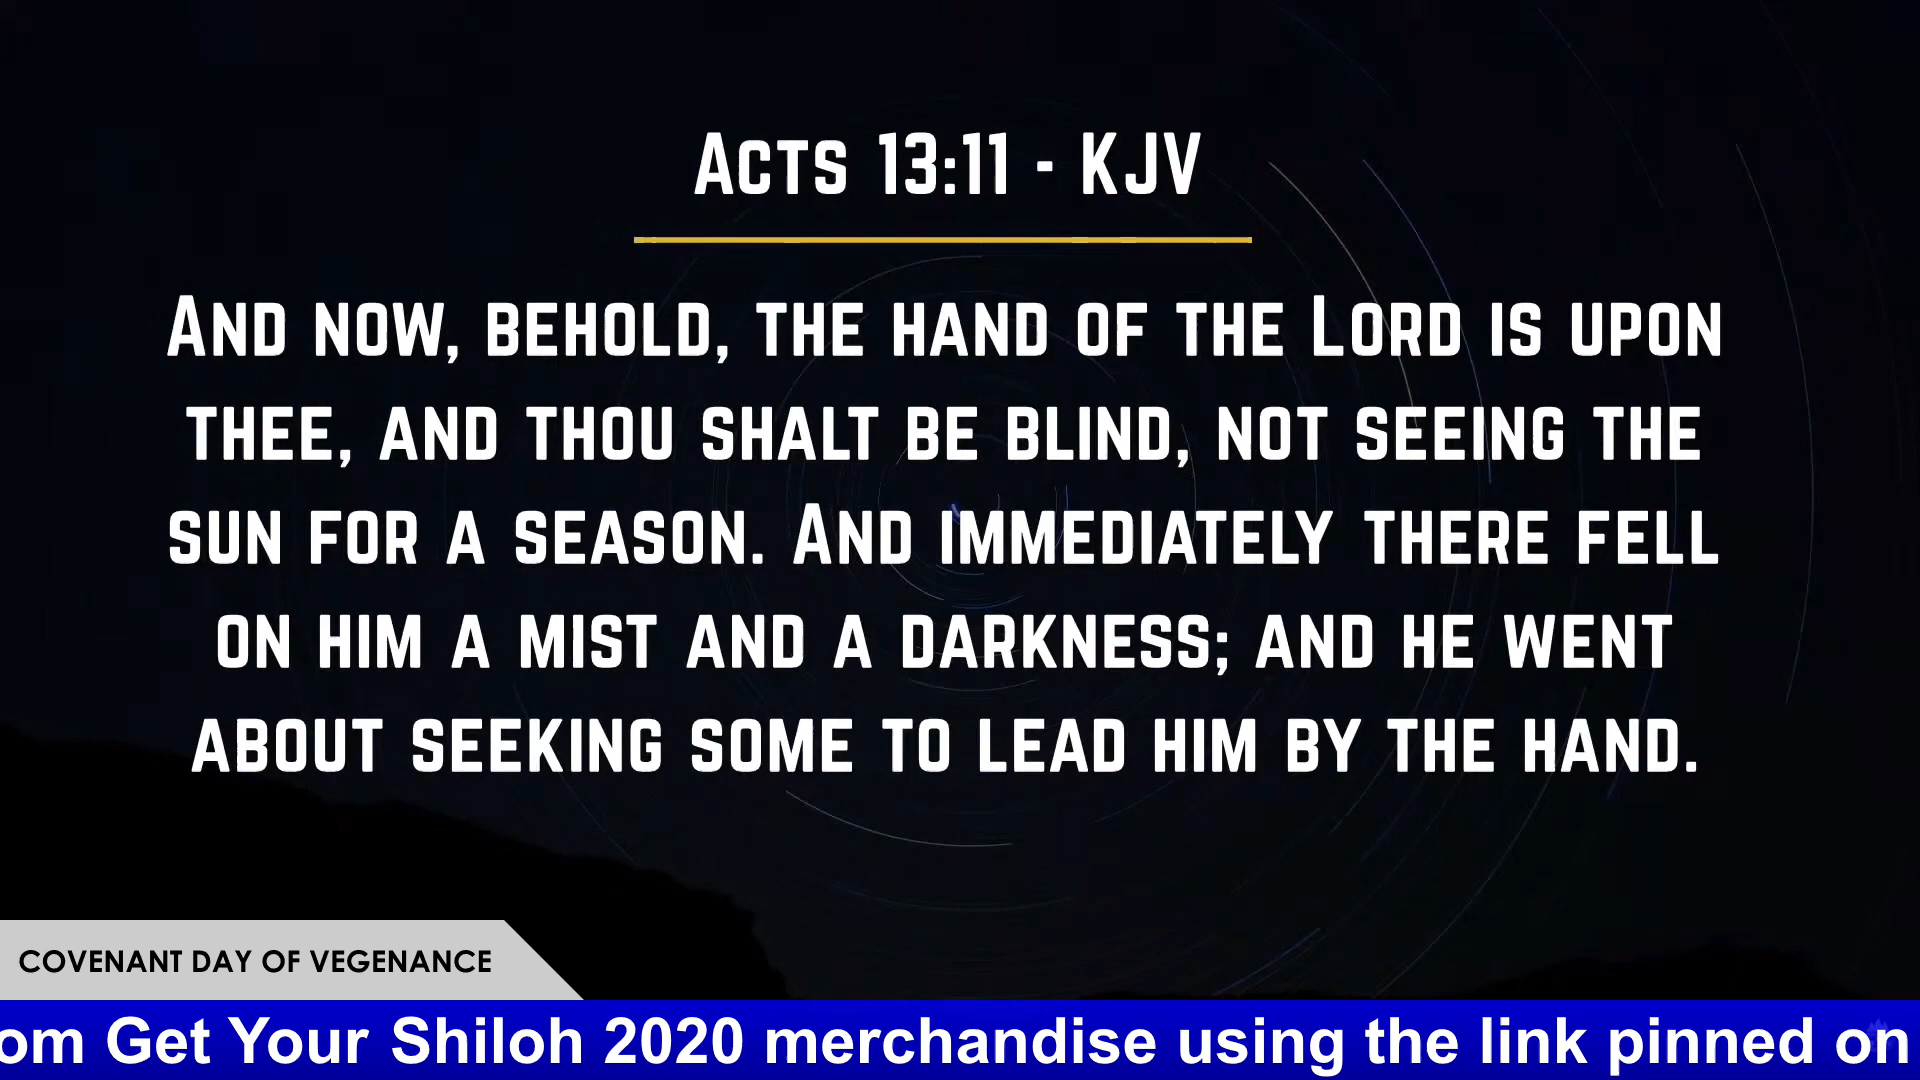 Acts 13:11 - KJV
And now, behold, the hand of the Lord is upon
thee, and thou shalt be blind, not seeing the
sun for a season. And immediately there fell
on him a mist and a darkness; and he went
about seeking some to lead him by the hand.
COVENANT DAY OF VEGENANCE
om Get Your Shiloh 2020 merchandise using the link pinned on